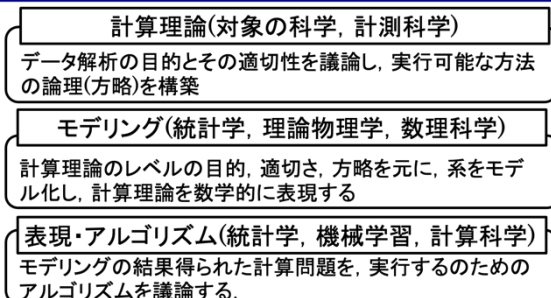 計算理論(対象の科学, 計測科学)
データ解析の目的とその適切性を議論し, 実行可能な方法
の論理(方略)を構築
モデリング(統計学, 理論物理学, 数理科学)
計算理論のレベルの目的, 適切さ, 方略を元に, 系をモデ
ル化し, 計算理論を数学的に表現する
表現・アルゴリズム(統計学, 機械学習, 計算科学)
モデリングの結果得られた計算問題を, 実行するのための
アルゴリズムを議論する.